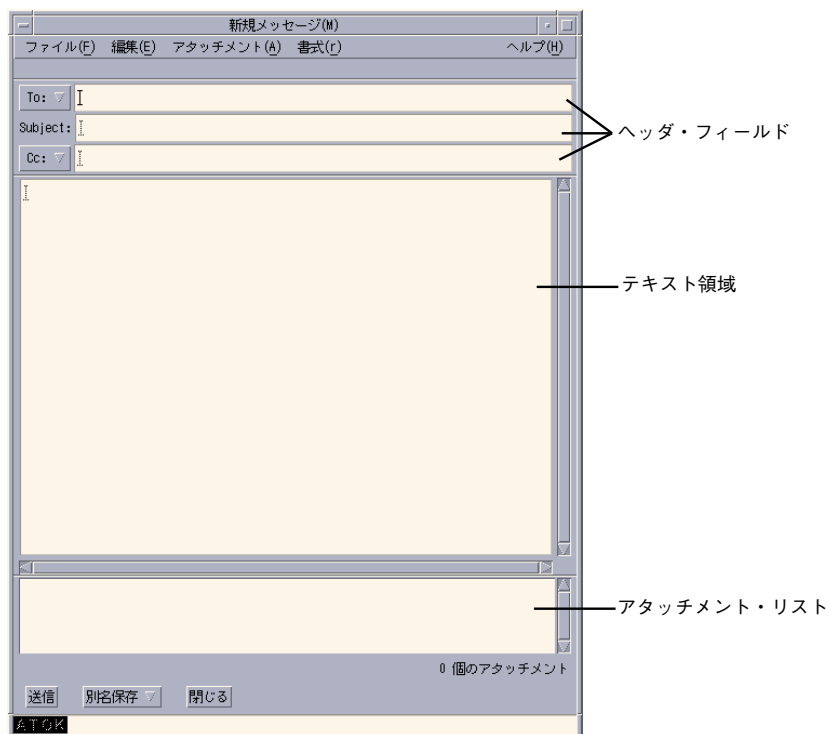 新規メッセージ(M)
ファイル(F) 編集(E) アタッチメント(A) 書式(r) ヘルプ(H)
To:
Subject:
Cc:
ヘッダ・フィールド
テキスト領域
アタッチメント・リスト
0 個のアタッチメント
送信 別名保存 閉じる
ATOK